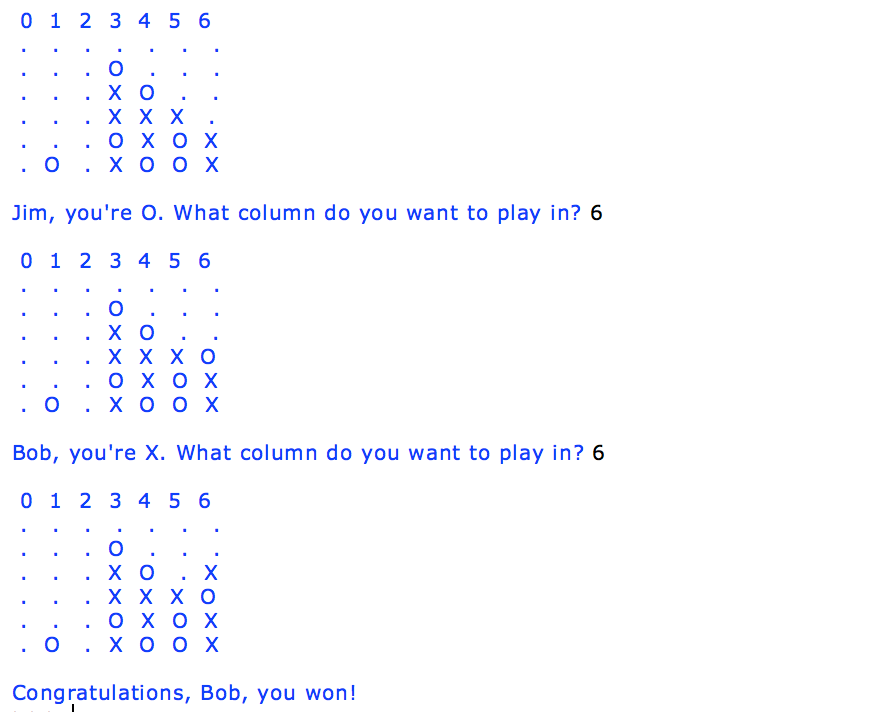 0 1 2 3 4 5 6
. . . . . . .
. . . O . . .
. . . X O . .
. . . X X X .
. . . O X O X
. O . X O O X
Jim, you're O. What column do you want to play in? 6
0 1 2 3 4 5 6
. . . . . . .
. . . O . . .
. . . X O . .
. . . X X X O
. . . O X O X
. O . X O O X
Bob, you're X. What column do you want to play in? 6
0 1 2 3 4 5 6
. . . . . . .
. . . O . . .
. . . X O . X
. . . X X X O
. . . O X O X
. O . X O O X
Congratulations, Bob, you won!